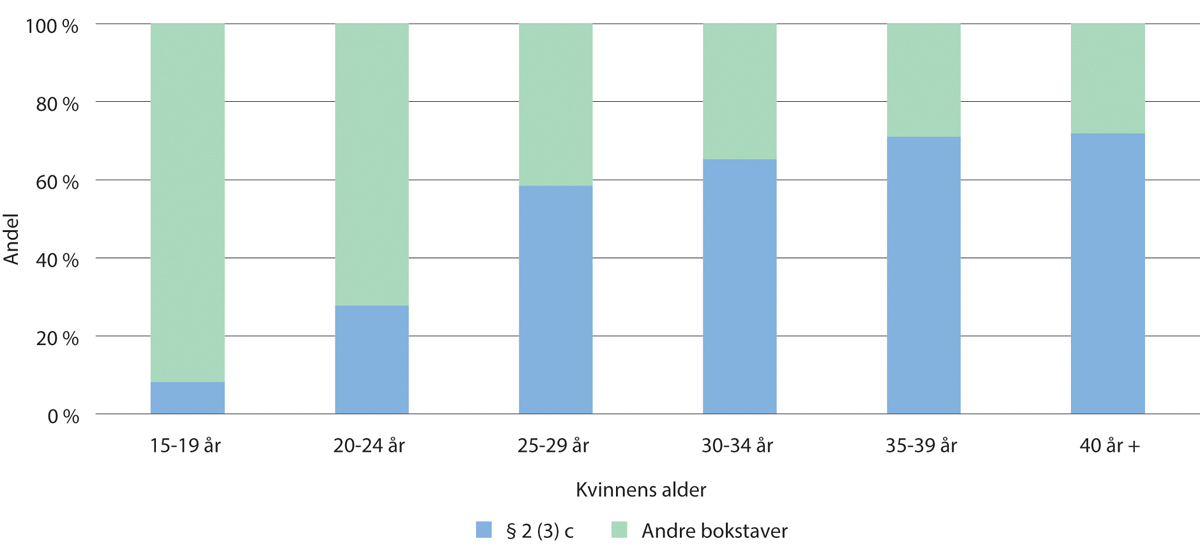 100 %
80 %
60 %
40 %
20 %
0 %
Andel
15-19 år 20-24 år 25-29 år 30-34 år 35-39 år 40 år +
Kvinnens alder
§ 2 (3) c Andre bokstaver